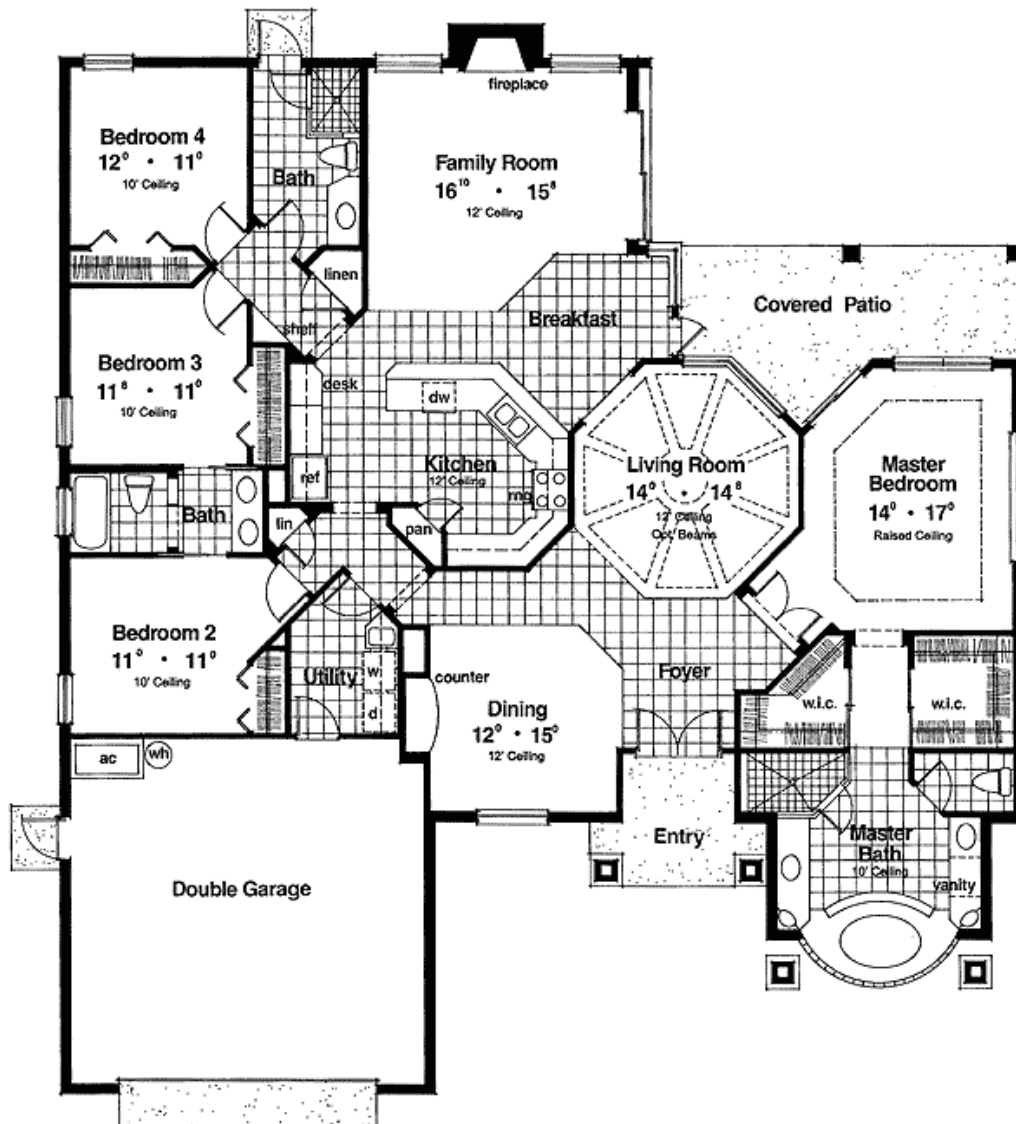 fireplace
Bedroom 4
12⁰ • 11⁰
10' Ceiling
Family Room
16¹⁰ • 15⁸
12' Ceiling
Bath
linen
Covered Patio
Breakfast
shelf
Bedroom 3
11⁸ • 11⁰
10' Ceiling
desk
dw
Kitchen
12' Ceiling
ref
rng
Living Room
14⁰ • 14⁸
12' Ceiling
Opt. Beams
Master
Bedroom
14⁰ • 17⁰
Raised Ceiling
Bath
lin
pan
Bedroom 2
11⁰ • 11⁰
10' Ceiling
Utility
w
d
counter
Dining
12⁰ • 15⁰
12' Ceiling
Foyer
w.i.c.
w.i.c.
ac
wh
Entry
Master
Bath
10' Ceiling
vanity
Double Garage